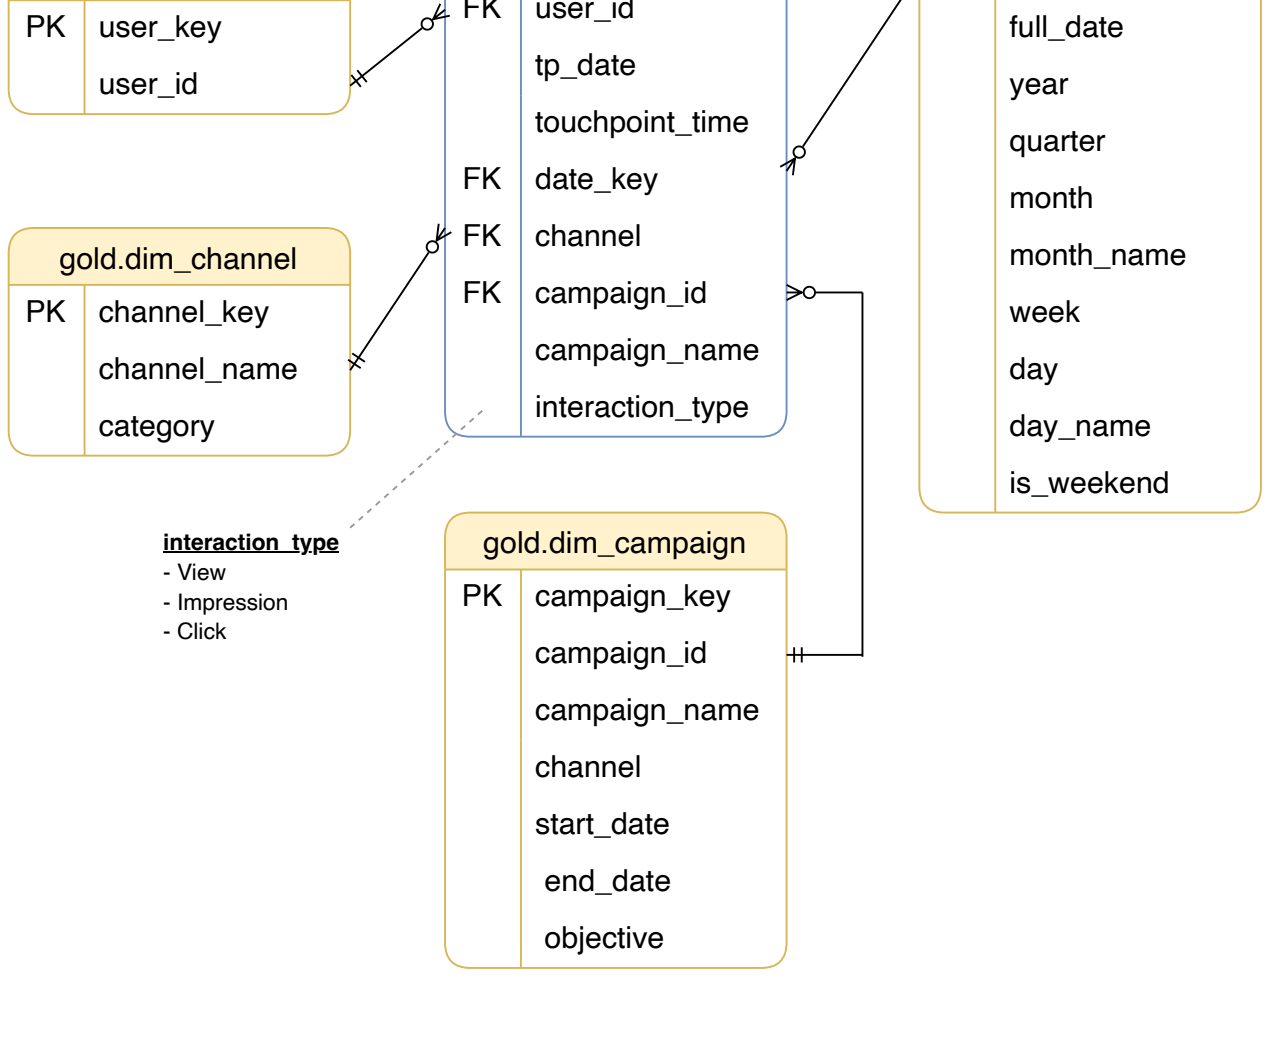 PK user_key
user_id
gold.dim_channel
PK channel_key
channel_name
category
interaction_type
- View
- Impression
- Click
FK user_id
tp_date
touchpoint_time
FK date_key
FK channel
FK campaign_id
campaign_name
interaction_type
gold.dim_campaign
PK campaign_key
campaign_id
campaign_name
channel
start_date
end_date
objective
full_date
year
quarter
month
month_name
week
day
day_name
is_weekend